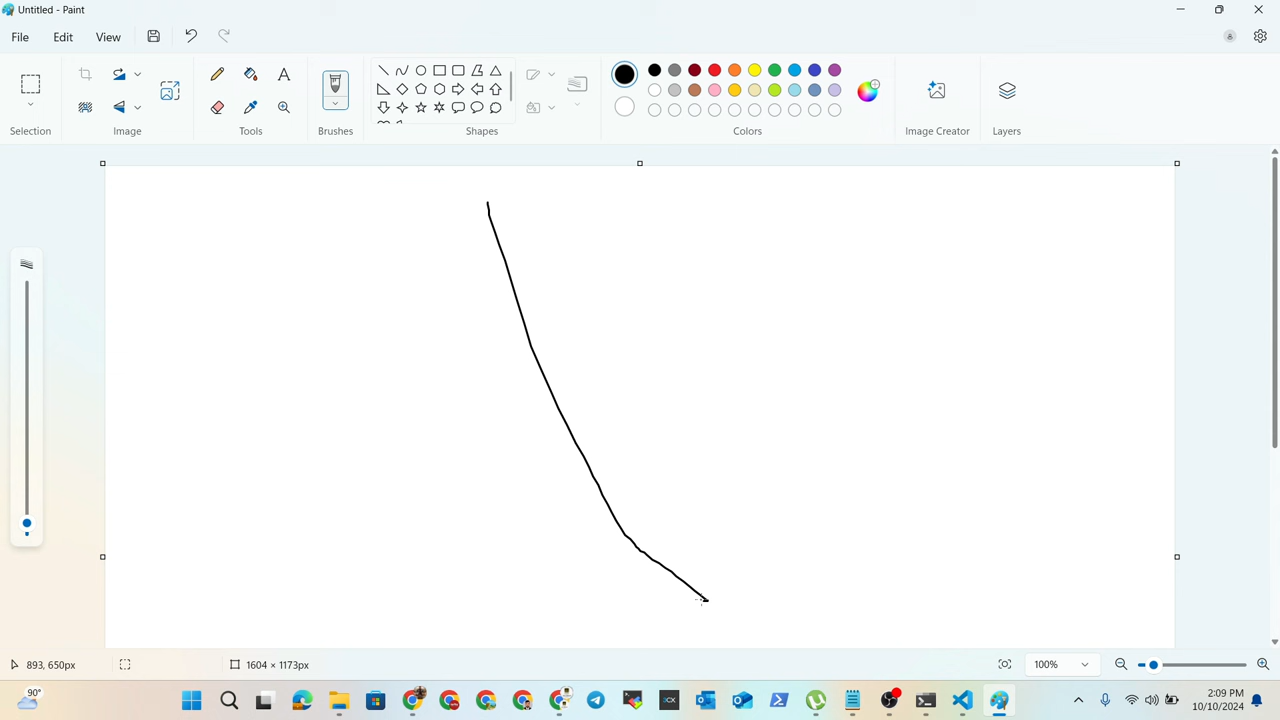 Untitled - Paint
File Edit View
Selection Image Tools Brushes Shapes Colors Image Creator Layers
893, 650px 1604 × 1173px 100%
90° 2:09 PM
10/10/2024